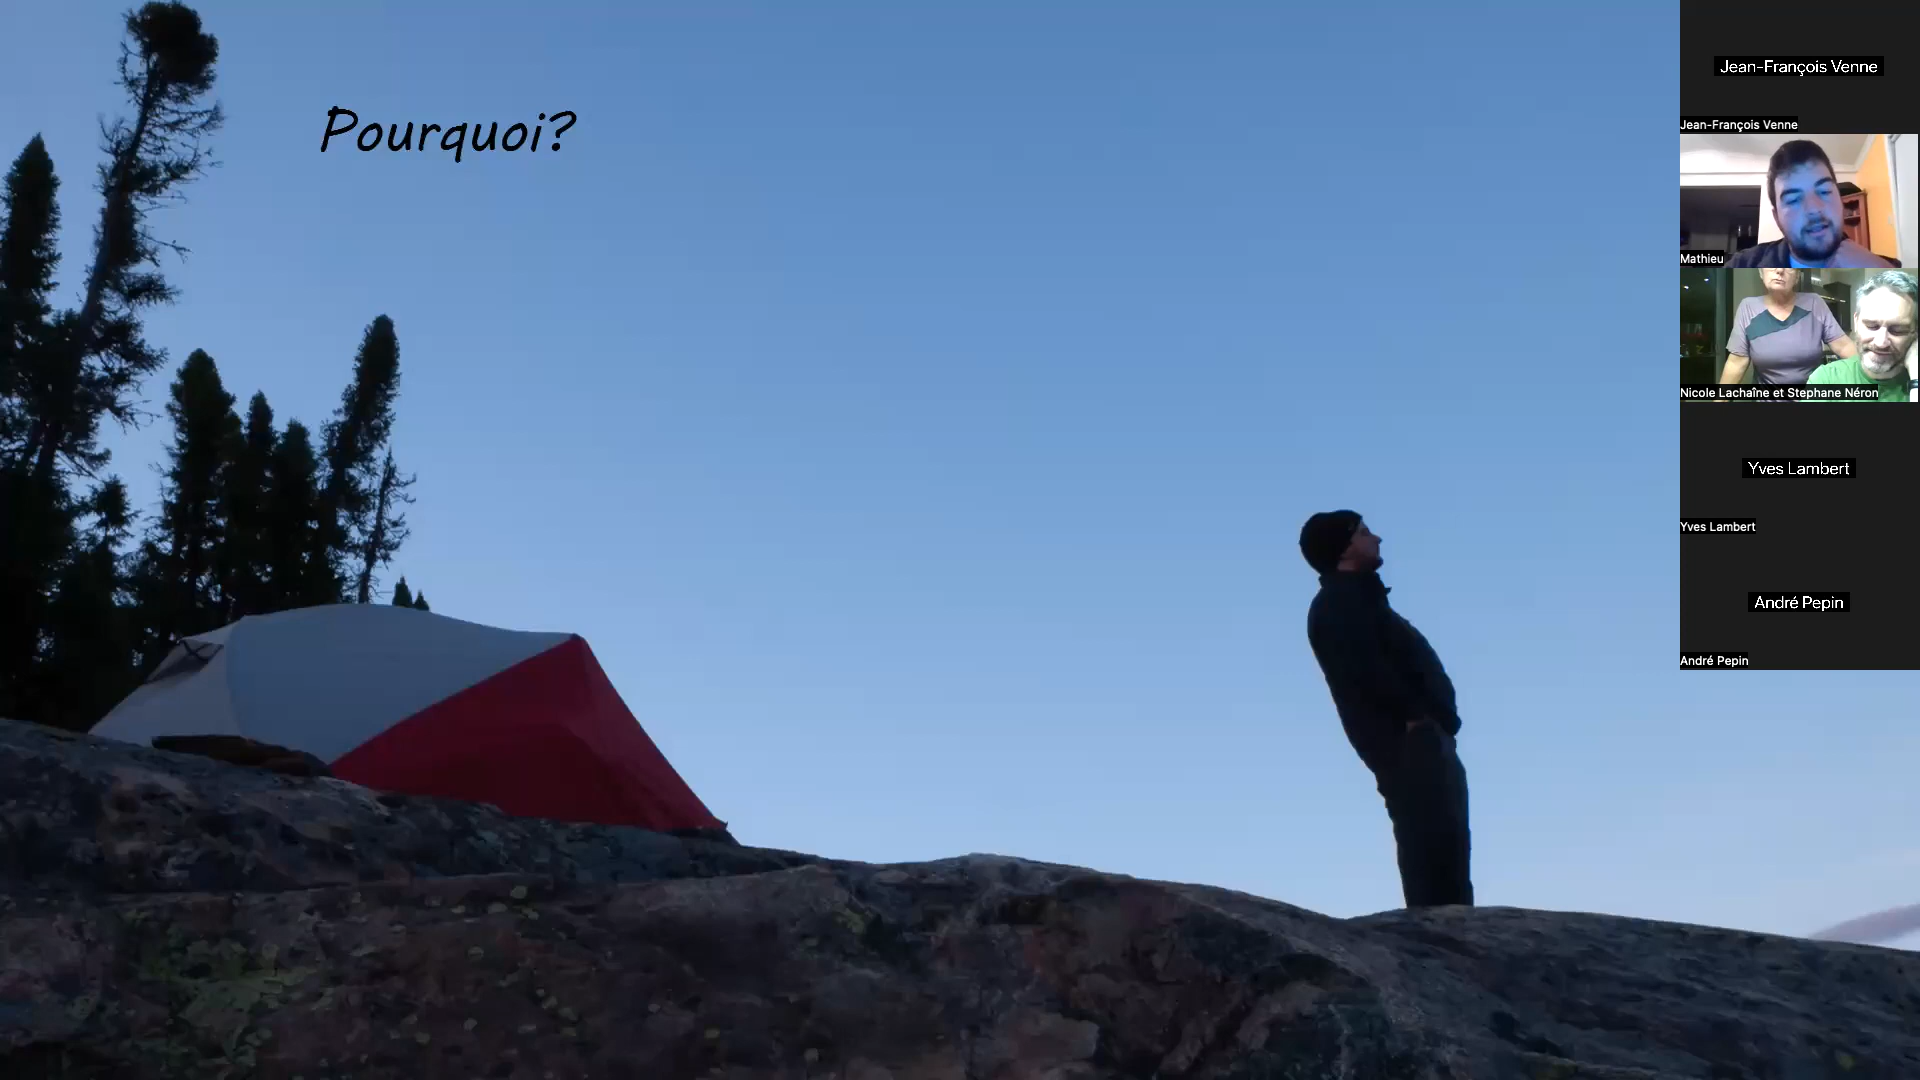 Pourquoi?
Jean-François Venne
Jean-François Venne
Mathieu
Nicole Lachaîne et Stephane Néron
Yves Lambert
Yves Lambert
André Pepin
André Pepin